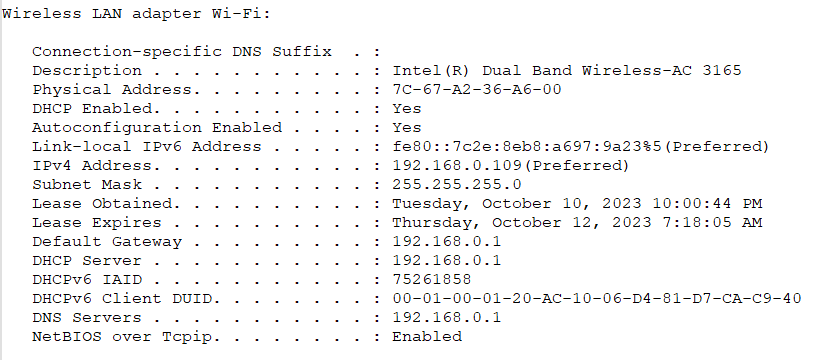 Wireless LAN adapter Wi-Fi:
Connection-specific DNS Suffix  . :
Description . . . . . . . . . . . : Intel(R) Dual Band Wireless-AC 3165
Physical Address. . . . . . . . . : 7C-67-A2-36-A6-00
DHCP Enabled. . . . . . . . . . . : Yes
Autoconfiguration Enabled . . . . : Yes
Link-local IPv6 Address . . . . . : fe80::7c2e:8eb8:a697:9a23%5(Preferred)
IPv4 Address. . . . . . . . . . . : 192.168.0.109(Preferred)
Subnet Mask . . . . . . . . . . . : 255.255.255.0
Lease Obtained. . . . . . . . . . : Tuesday, October 10, 2023 10:00:44 PM
Lease Expires . . . . . . . . . . : Thursday, October 12, 2023 7:18:05 AM
Default Gateway . . . . . . . . . : 192.168.0.1
DHCP Server . . . . . . . . . . . : 192.168.0.1
DHCPv6 IAID . . . . . . . . . . . : 75261858
DHCPv6 Client DUID. . . . . . . . : 00-01-00-01-20-AC-10-06-D4-81-D7-CA-C9-40
DNS Servers . . . . . . . . . . . : 192.168.0.1
NetBIOS over Tcpip. . . . . . . . : Enabled